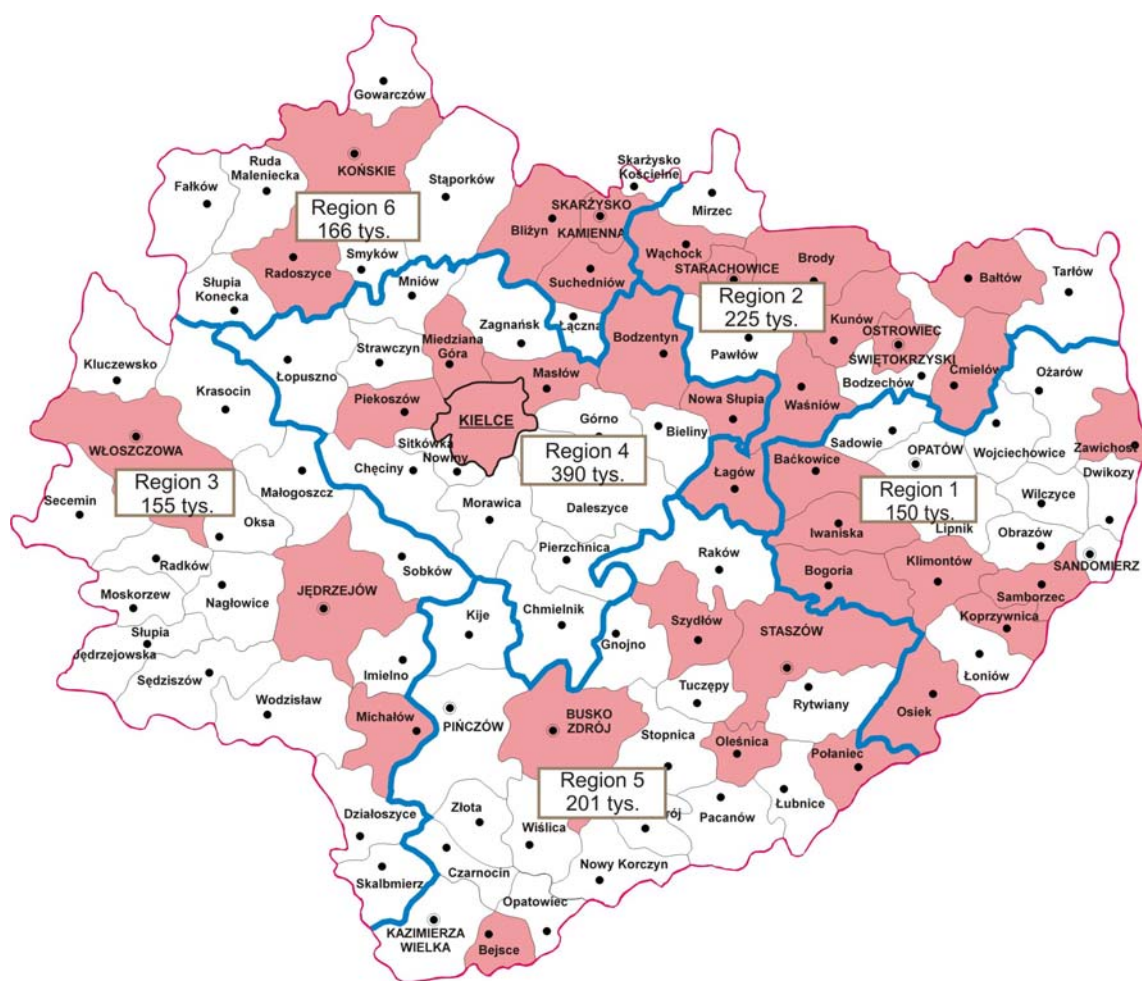 Gowarczów
KOŃSKIE
Ruda
Maleniecka
Fałków
Stąporków
Region 6
166 tys.
Radoszyce
Smyków
Słupia
Konecka
Skarżysko
Kościelne
SKARŻYSKO
KAMIENNA
Bliżyn
Suchedniów
Łączna
Mirzec
Wąchock
STARACHOWICE
Brody
Region 2
225 tys.
Pawłów
Kunów
OSTROWIEC
ŚWIĘTOKRZYSKI
Bodzechów
Ćmielów
Bałtów
Tarłów
Waśniów
Mniów
Zagnańsk
Łopuszno
Strawczyn
Miedziana
Góra
Masłów
Bodzentyn
Piekoszów
KIELCE
Górno
Bieliny
Nowa Słupia
Sitkówka
Nowiny
Chęciny
Region 4
390 tys.
Łagów
Morawica
Daleszyce
Pierzchnica
Chmielnik
Raków
Kluczewsko
Krasocin
WŁOSZCZOWA
Region 3
155 tys.
Małogoszcz
Secemin
Oksa
Radków
Moskorzew
Nagłowice
JĘDRZEJÓW
Sobków
Słupia
Jędrzejowska
Sędziszów
Imielno
Wodzisław
Michałów
Działoszyce
Skalbmierz
Ożarów
Sadowie
OPATÓW
Wojciechowice
Zawichost
Baćkowice
Region 1
150 tys.
Dwikozy
Wilczyce
Lipnik
Iwaniska
Obrazów
SANDOMIERZ
Bogoria
Klimontów
Samborzec
Koprzywnica
Łoniów
Osiek
Kije
Gnojno
Szydłów
STASZÓW
PIŃCZÓW
BUSKO
ZDRÓJ
Tuczępy
Rytwiany
Stopnica
Oleśnica
Połaniec
Region 5
201 tys.
Łubnice
Pacanów
Złota
Wiślica
rój
Czarnocin
Nowy Korczyn
Opatowiec
KAZIMIERZA
WIELKA
Bejsce